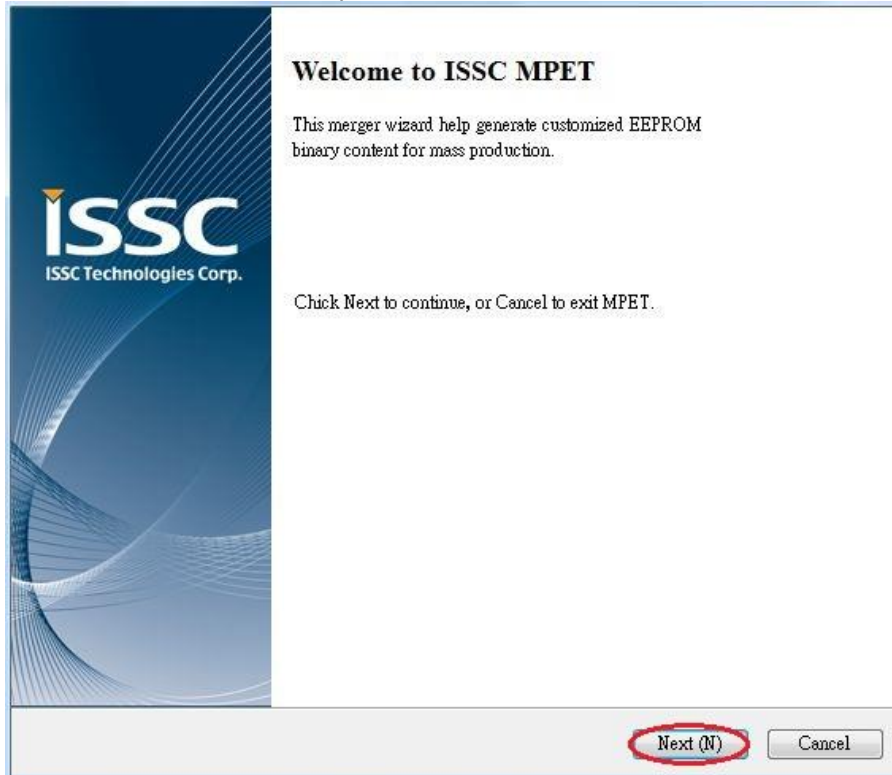 Welcome to ISSC MPET
This merger wizard help generate customized EEPROM
binary content for mass production.
ISSC
ISSC Technologies Corp.
Chick Next to continue, or Cancel to exit MPET.
Next (N)
Cancel